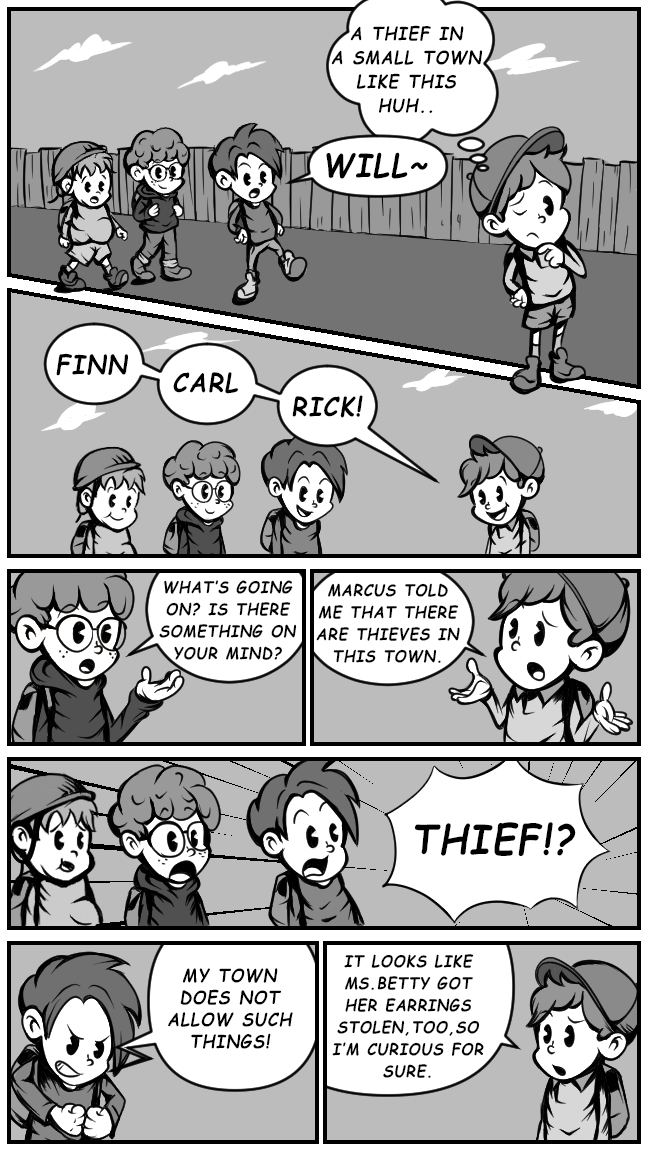 A THIEF IN
A SMALL TOWN
LIKE THIS
HUH..
WILL~
FINN
CARL
RICK!
WHAT'S GOING
ON? IS THERE
SOMETHING ON
YOUR MIND?
MARCUS TOLD
ME THAT THERE
ARE THIEVES IN
THIS TOWN.
THIEF!?
MY TOWN
DOES NOT
ALLOW SUCH
THINGS!
IT LOOKS LIKE
MS.BETTY GOT
HER EARRINGS
STOLEN,TOO,SO
I'M CURIOUS FOR
SURE.